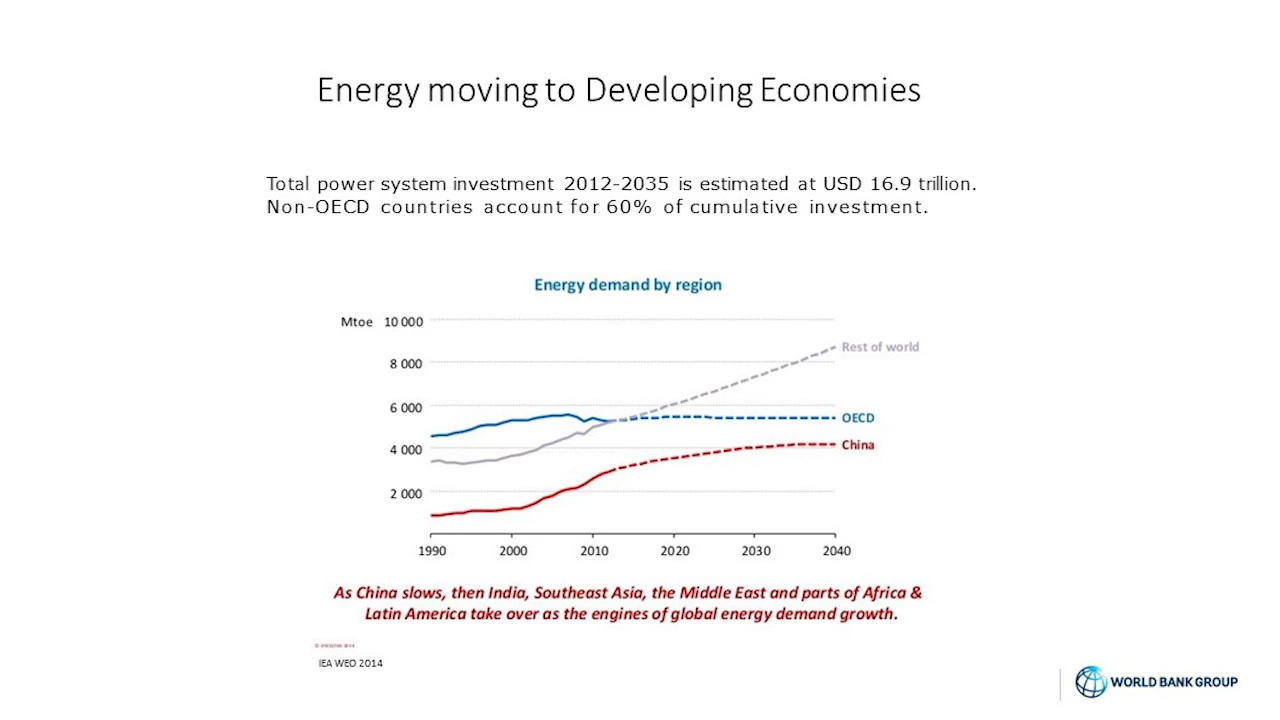 Energy moving to Developing Economies
Total power system investment 2012-2035 is estimated at USD 16.9 trillion.
Non-OECD countries account for 60% of cumulative investment.
Energy demand by region
Mtoe 10 000
8 000
6 000
4 000
2 000
Rest of world
OECD
China
1990 2000 2010 2020 2030 2040
As China slows, then India, Southeast Asia, the Middle East and parts of Africa &
Latin America take over as the engines of global energy demand growth.
IEA WEO 2014
WORLD BANK GROUP